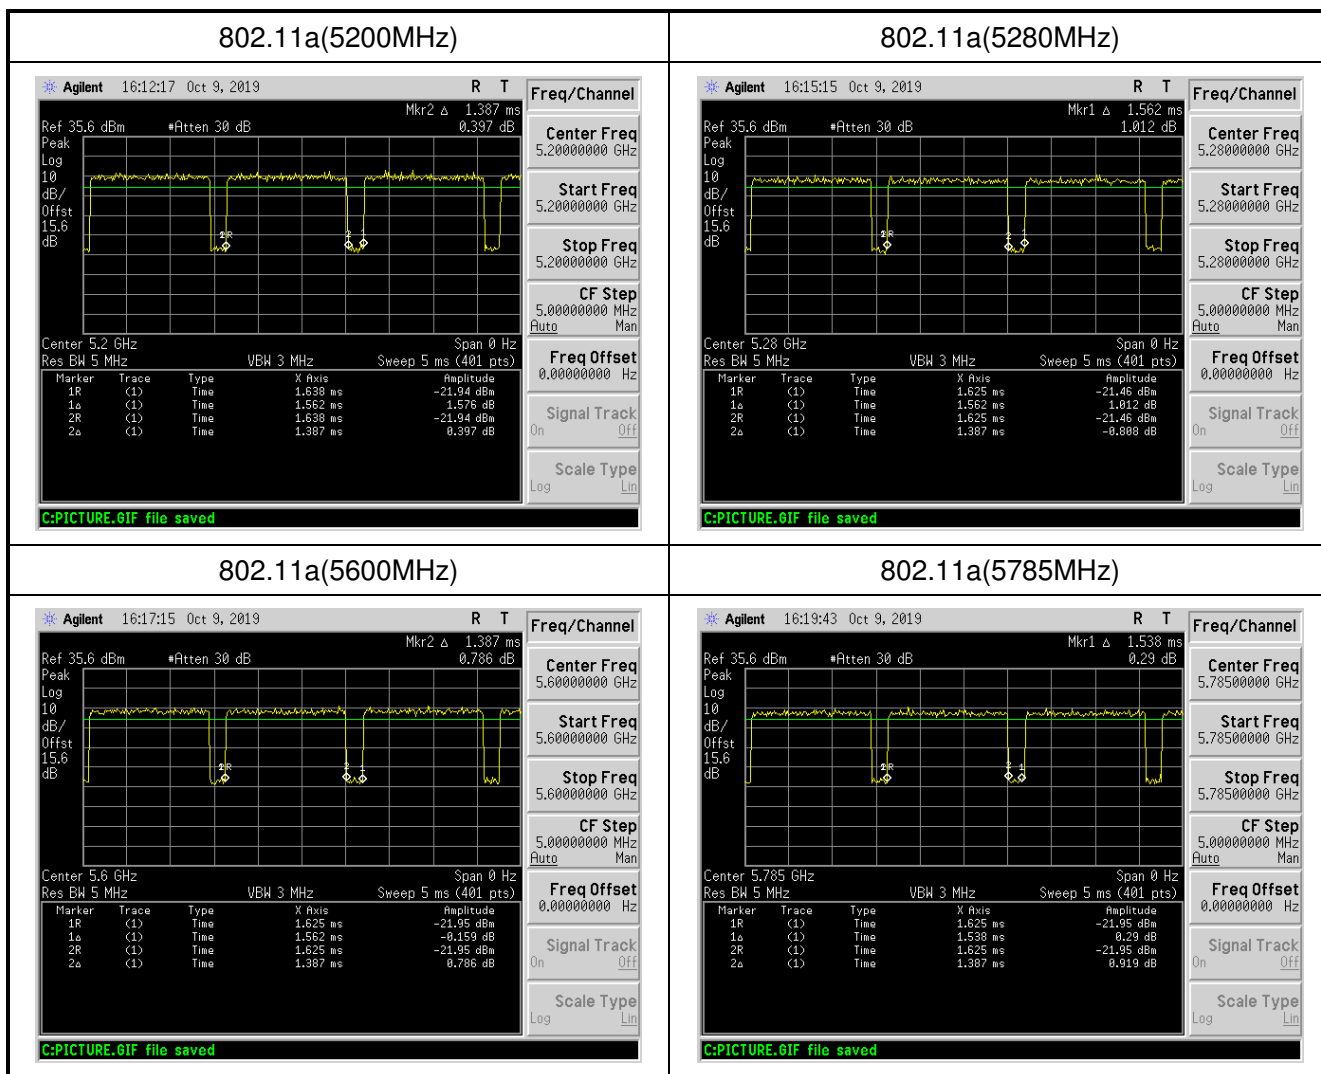 802.11a(5200MHz)
802.11a(5280MHz)
Agilent 16:12:17 Oct 9, 2019 R T
Freq/Channel
Mkr2 Δ 1.387 ms
Ref 35.6 dBm #Atten 30 dB 0.397 dB
Peak
Log
10
dB/
Offst
15.6
dB
2R
2
1
Center 5.2 GHz Span 0 Hz
Res BW 5 MHz VBW 3 MHz Sweep 5 ms (401 pts)
Marker Trace Type X Axis Amplitude
1R (1) Time 1.638 ms -21.94 dBm
1Δ (1) Time 1.562 ms 1.576 dB
2R (1) Time 1.638 ms -21.94 dBm
2Δ (1) Time 1.387 ms 0.397 dB
C:PICTURE.GIF file saved
Center Freq
5.20000000 GHz
Start Freq
5.20000000 GHz
Stop Freq
5.20000000 GHz
CF Step
5.00000000 MHz
Auto Man
Freq Offset
0.00000000 Hz
Signal Track
On Off
Scale Type
Log Lin
Agilent 16:15:15 Oct 9, 2019 R T
Freq/Channel
Mkr1 Δ 1.562 ms
Ref 35.6 dBm #Atten 30 dB 1.012 dB
Peak
Log
10
dB/
Offst
15.6
dB
2R
2
1
Center 5.28 GHz Span 0 Hz
Res BW 5 MHz VBW 3 MHz Sweep 5 ms (401 pts)
Marker Trace Type X Axis Amplitude
1R (1) Time 1.625 ms -21.46 dBm
1Δ (1) Time 1.562 ms 1.012 dB
2R (1) Time 1.625 ms -21.46 dBm
2Δ (1) Time 1.387 ms -0.808 dB
C:PICTURE.GIF file saved
Center Freq
5.28000000 GHz
Start Freq
5.28000000 GHz
Stop Freq
5.28000000 GHz
CF Step
5.00000000 MHz
Auto Man
Freq Offset
0.00000000 Hz
Signal Track
On Off
Scale Type
Log Lin
802.11a(5600MHz)
802.11a(5785MHz)
Agilent 16:17:15 Oct 9, 2019 R T
Freq/Channel
Mkr2 Δ 1.387 ms
Ref 35.6 dBm #Atten 30 dB 0.786 dB
Peak
Log
10
dB/
Offst
15.6
dB
2R
2
1
Center 5.6 GHz Span 0 Hz
Res BW 5 MHz VBW 3 MHz Sweep 5 ms (401 pts)
Marker Trace Type X Axis Amplitude
1R (1) Time 1.625 ms -21.95 dBm
1Δ (1) Time 1.562 ms -0.159 dB
2R (1) Time 1.625 ms -21.95 dBm
2Δ (1) Time 1.387 ms 0.786 dB
C:PICTURE.GIF file saved
Center Freq
5.60000000 GHz
Start Freq
5.60000000 GHz
Stop Freq
5.60000000 GHz
CF Step
5.00000000 MHz
Auto Man
Freq Offset
0.00000000 Hz
Signal Track
On Off
Scale Type
Log Lin
Agilent 16:19:43 Oct 9, 2019 R T
Freq/Channel
Mkr1 Δ 1.538 ms
Ref 35.6 dBm #Atten 30 dB 0.29 dB
Peak
Log
10
dB/
Offst
15.6
dB
2R
2
1
Center 5.785 GHz Span 0 Hz
Res BW 5 MHz VBW 3 MHz Sweep 5 ms (401 pts)
Marker Trace Type X Axis Amplitude
1R (1) Time 1.625 ms -21.95 dBm
1Δ (1) Time 1.538 ms 0.29 dB
2R (1) Time 1.625 ms -21.95 dBm
2Δ (1) Time 1.387 ms 0.919 dB
C:PICTURE.GIF file saved
Center Freq
5.78500000 GHz
Start Freq
5.78500000 GHz
Stop Freq
5.78500000 GHz
CF Step
5.00000000 MHz
Auto Man
Freq Offset
0.00000000 Hz
Signal Track
On Off
Scale Type
Log Lin